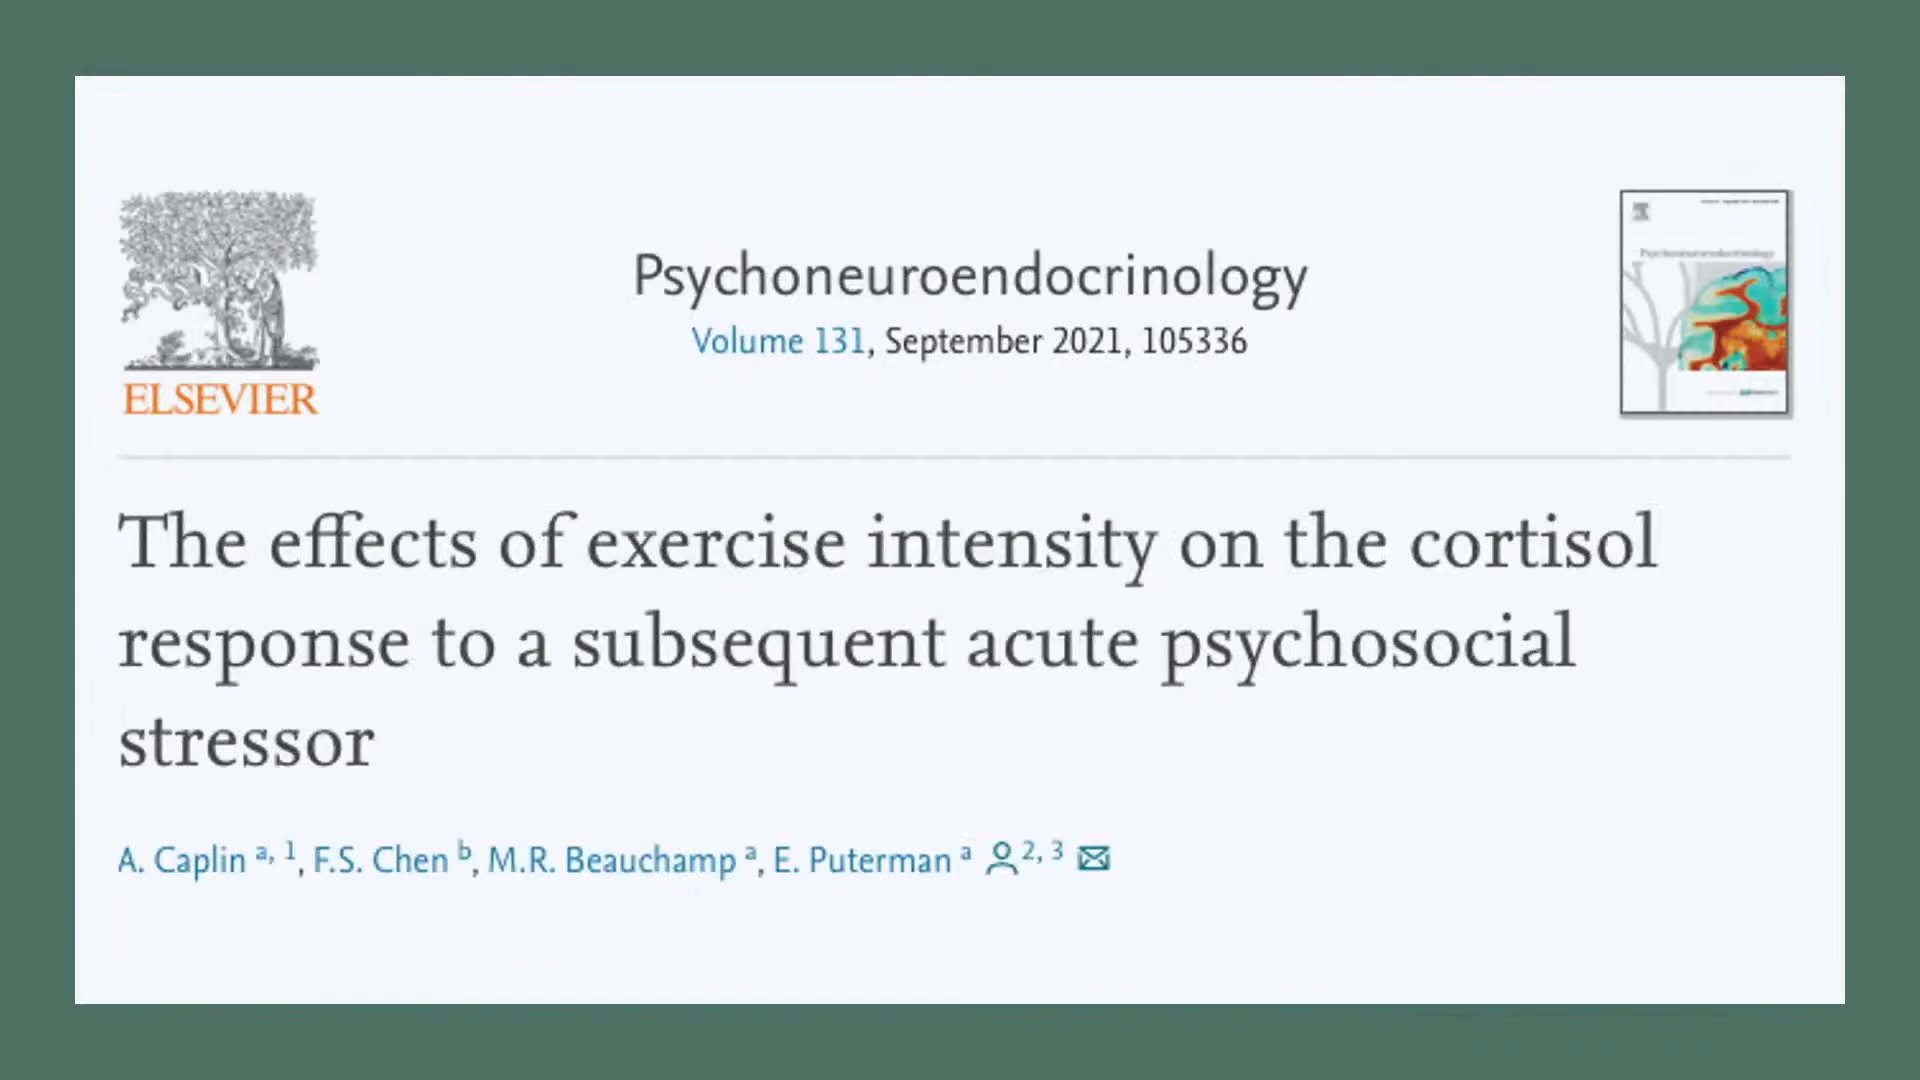 ELSEVIER
Psychoneuroendocrinology
Volume 131, September 2021, 105336
Psychoneuroendocrinology
The effects of exercise intensity on the cortisol
response to a subsequent acute psychosocial
stressor
A. Caplin a, 1, F.S. Chen b, M.R. Beauchamp a, E. Puterman a 2, 3